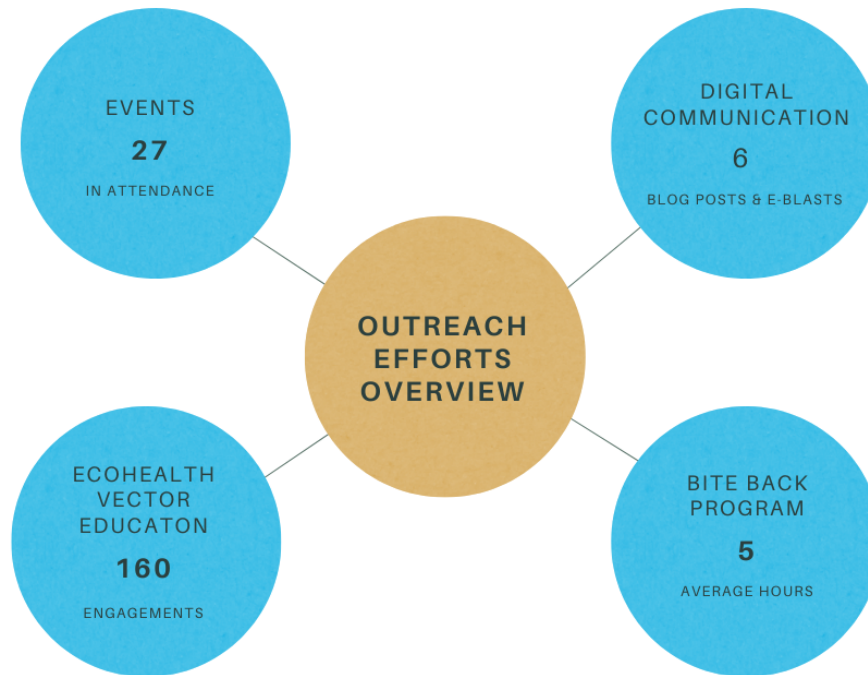 EVENTS
27
IN ATTENDANCE
DIGITAL
COMMUNICATION
6
BLOG POSTS & E-BLASTS
OUTREACH
EFFORTS
OVERVIEW
ECOHEALTH
VECTOR
EDUCATON
160
ENGAGEMENTS
BITE BACK
PROGRAM
5
AVERAGE HOURS